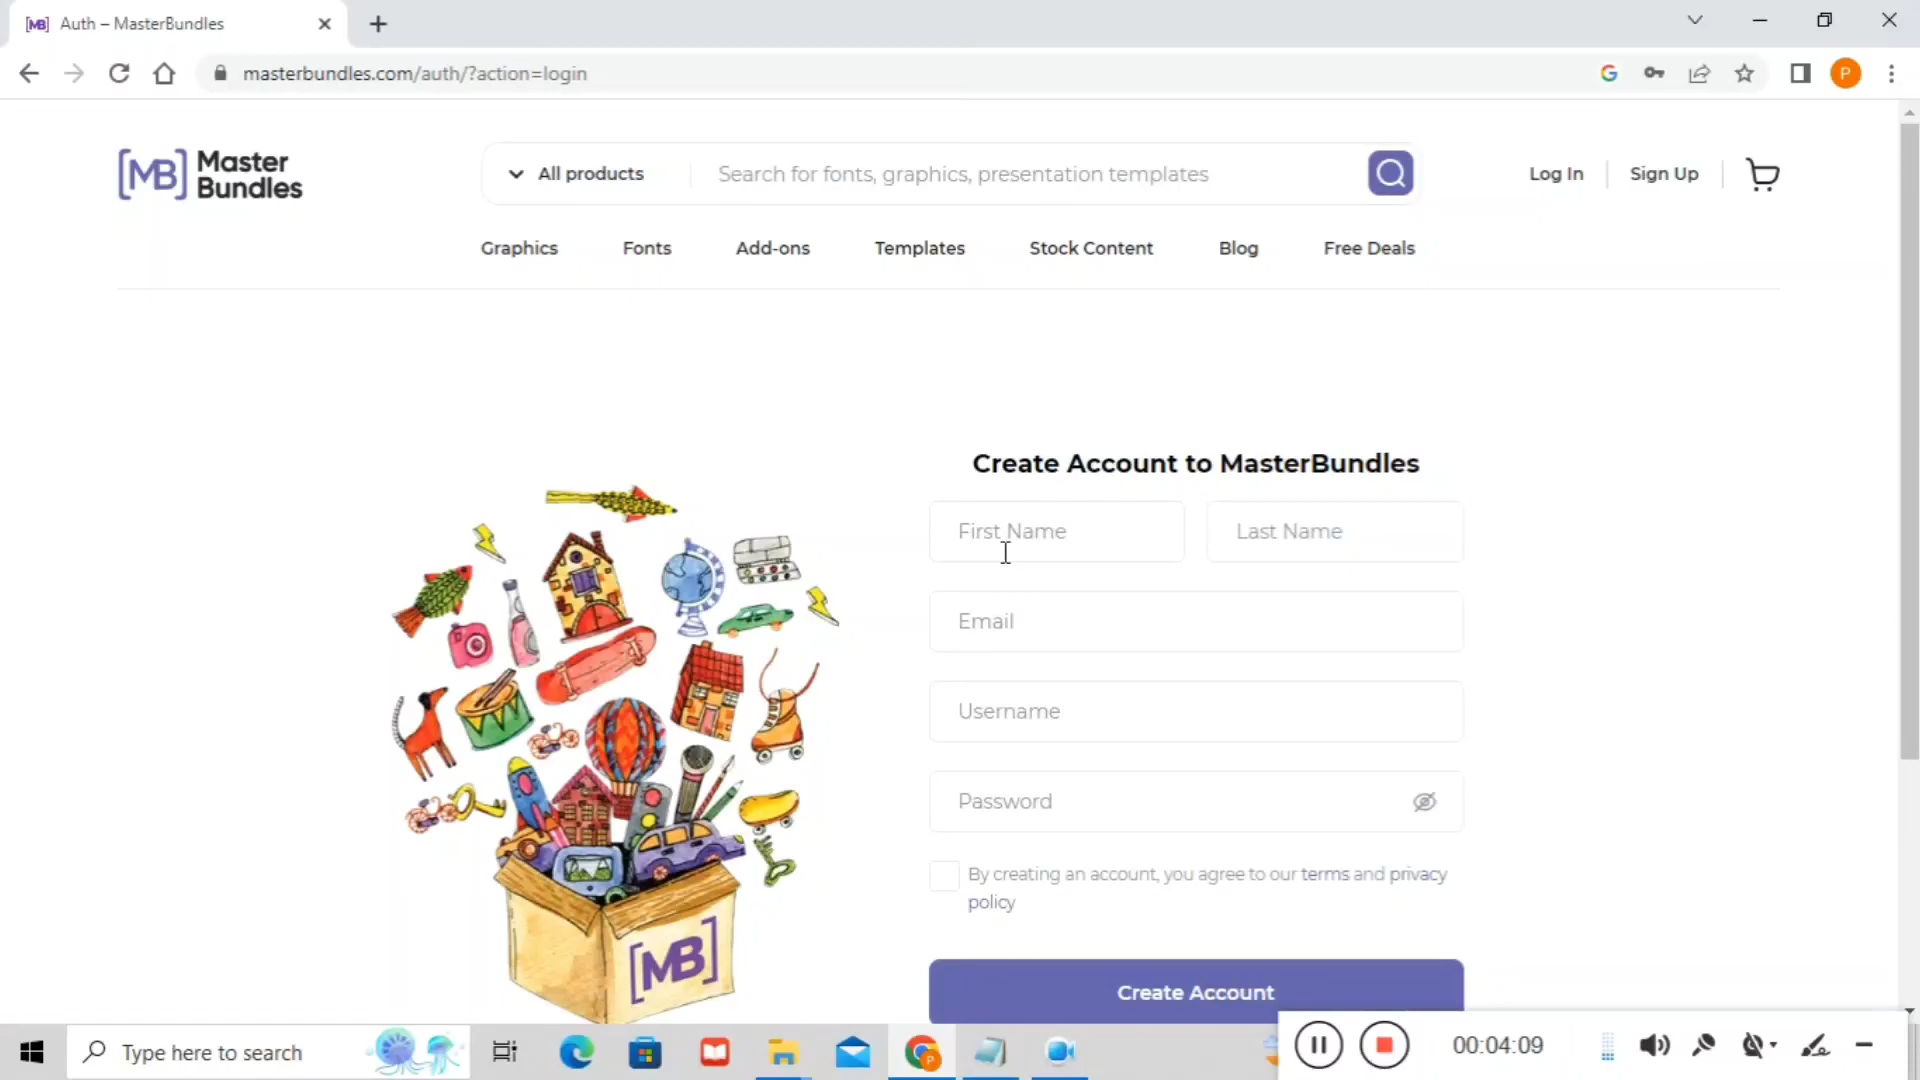 [MB] Auth – MasterBundles
masterbundles.com/auth/?action=login
P
[MB] Master
Bundles
All products
Search for fonts, graphics, presentation templates
Log In
Sign Up
Graphics
Fonts
Add-ons
Templates
Stock Content
Blog
Free Deals
Create Account to MasterBundles
First Name
Last Name
Email
Username
Password
By creating an account, you agree to our terms and privacy
policy
[MB]
Create Account
Type here to search
P
00:04:09